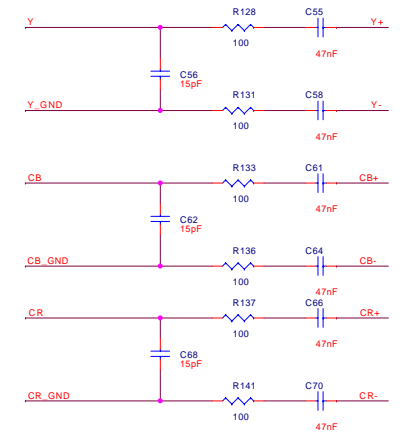 R128 C55
Y Y+
100
47nF
C56
15pF
R131 C58
Y_GND Y-
100
47nF
R133 C61
CB CB+
100
47nF
C62
15pF
R136 C64
CB_GND CB-
100
47nF
R137 C66
CR CR+
100
47nF
C68
15pF
R141 C70
CR_GND CR-
100
47nF